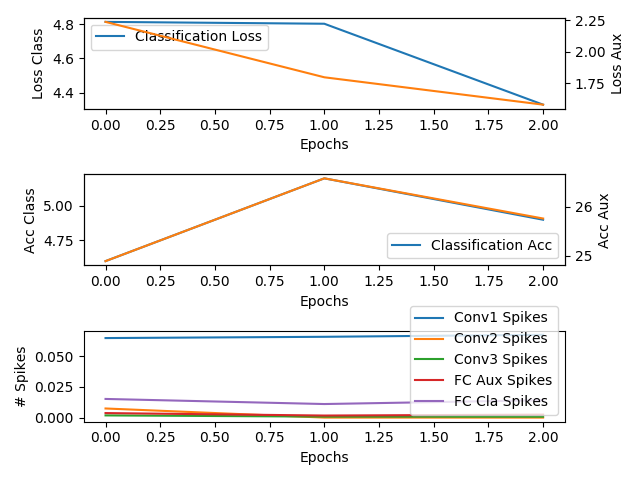 Classification Loss
Loss Class
4.8
4.6
4.4
2.25
2.00
1.75
Loss Aux
0.00 0.25 0.50 0.75 1.00 1.25 1.50 1.75 2.00
Epochs
Classification Acc
Acc Class
5.00
4.75
26
25
Acc Aux
0.00 0.25 0.50 0.75 1.00 1.25 1.50 1.75 2.00
Epochs
Conv1 Spikes
Conv2 Spikes
Conv3 Spikes
FC Aux Spikes
FC Cla Spikes
# Spikes
0.050
0.025
0.000
0.00 0.25 0.50 0.75 1.00 1.25 1.50 1.75 2.00
Epochs